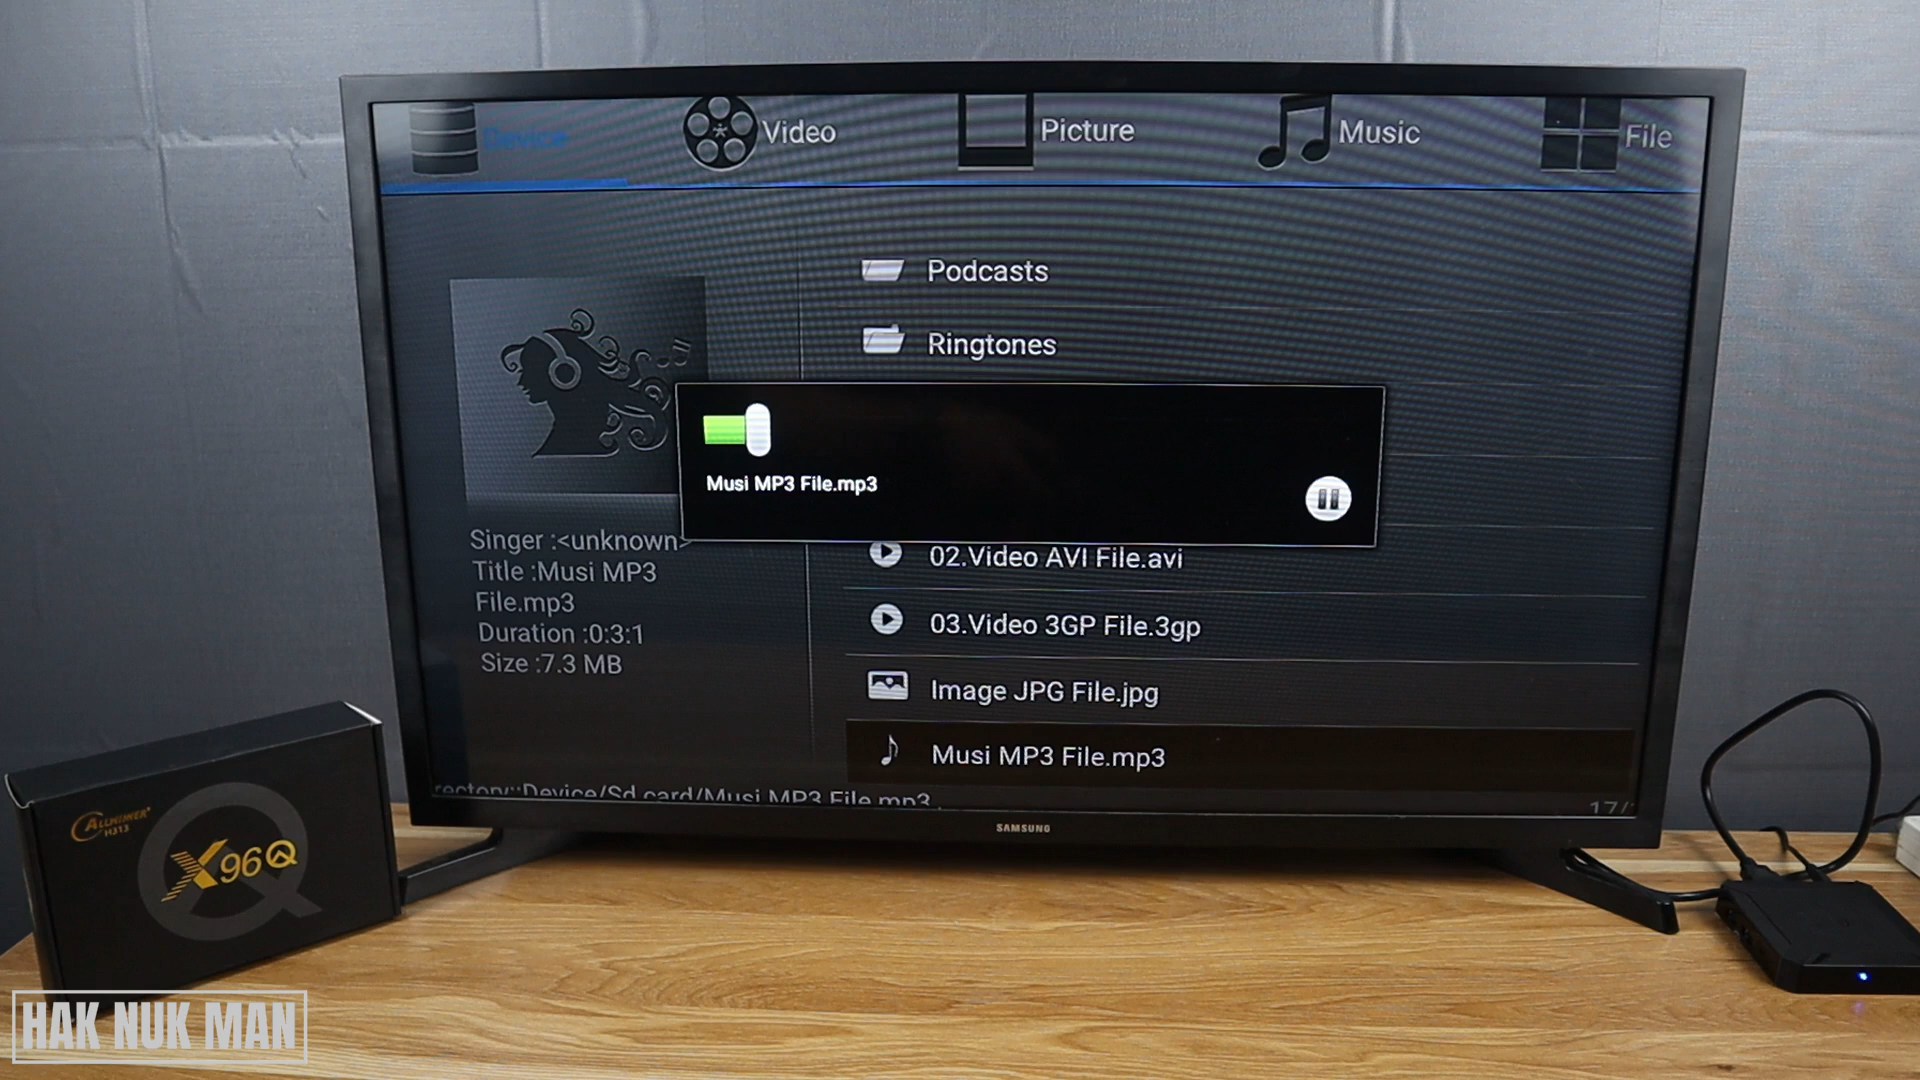 Device
Video
Picture
Music
File
Podcasts
Ringtones
Musi MP3 File.mp3
Singer :<unknown>
Title :Musi MP3
File.mp3
Duration :0:3:1
Size :7.3 MB
02.Video AVI File.avi
03.Video 3GP File.3gp
Image JPG File.jpg
Musi MP3 File.mp3
rectory::Device/Sd card/Musi MP3 File.mp3
17/
SAMSUNG
ALLWINNER
H313
X96Q
HAK NUK MAN